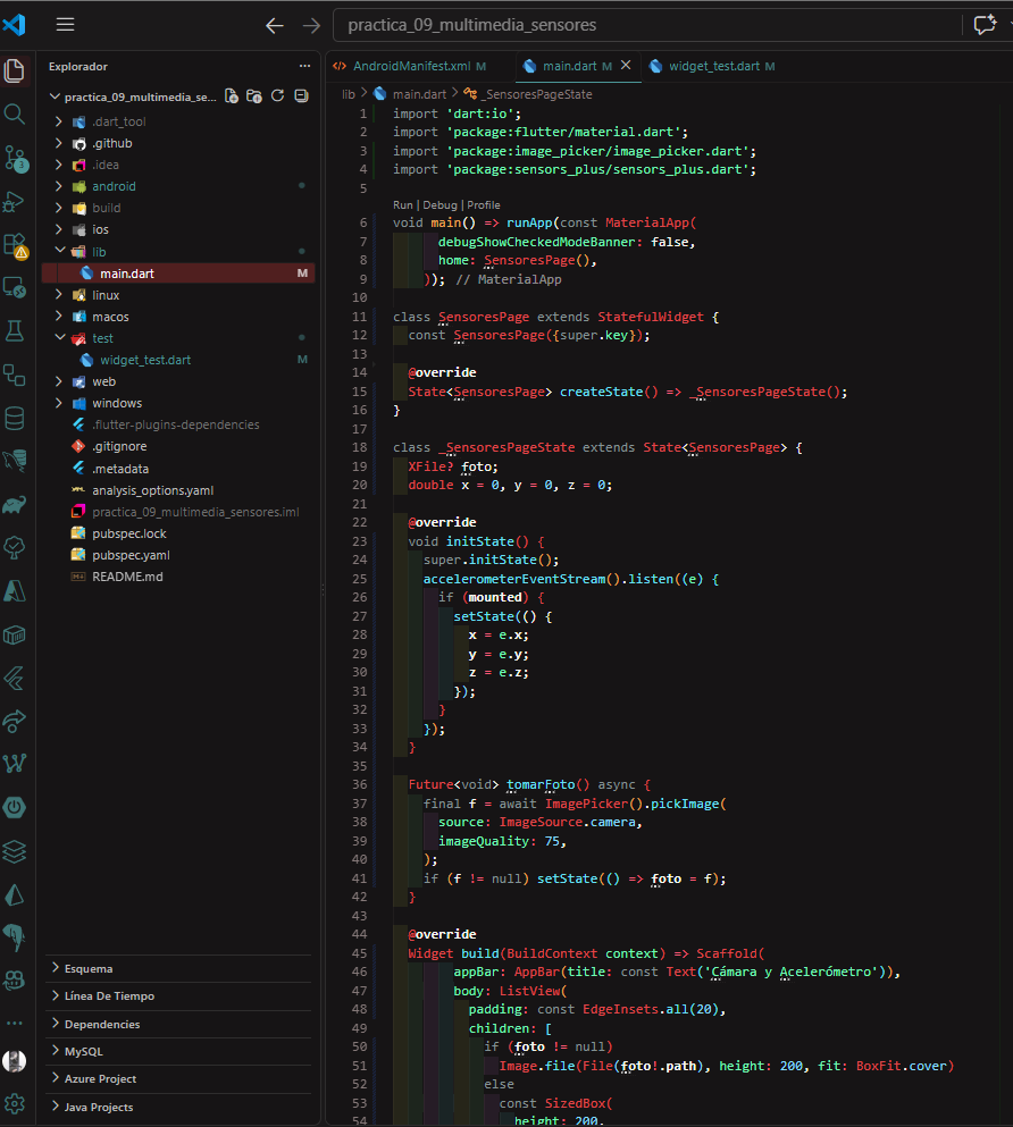 practica_09_multimedia_sensores
Explorador
practica_09_multimedia_se...
.dart_tool
.github
.idea
android
build
ios
lib
main.dart M
linux
macos
test
widget_test.dart M
web
windows
.flutter-plugins-dependencies
.gitignore
.metadata
analysis_options.yaml
practica_09_multimedia_sensores.iml
pubspec.lock
pubspec.yaml
README.md
Esquema
Línea De Tiempo
Dependencies
MySQL
Azure Project
Java Projects
AndroidManifest.xml M
main.dart M
widget_test.dart M
lib > main.dart > _SensoresPageState
1 import 'dart:io';
2 import 'package:flutter/material.dart';
3 import 'package:image_picker/image_picker.dart';
4 import 'package:sensors_plus/sensors_plus.dart';
5
Run | Debug | Profile
6 void main() => runApp(const MaterialApp(
7 debugShowCheckedModeBanner: false,
8 home: SensoresPage(),
9 )); // MaterialApp
10
11 class SensoresPage extends StatefulWidget {
12 const SensoresPage({super.key});
13
14 @override
15 State<SensoresPage> createState() => _SensoresPageState();
16 }
17
18 class _SensoresPageState extends State<SensoresPage> {
19 XFile? foto;
20 double x = 0, y = 0, z = 0;
21
22 @override
23 void initState() {
24 super.initState();
25 accelerometerEventStream().listen((e) {
26 if (mounted) {
27 setState(() {
28 x = e.x;
29 y = e.y;
30 z = e.z;
31 });
32 }
33 });
34 }
35
36 Future<void> tomarFoto() async {
37 final f = await ImagePicker().pickImage(
38 source: ImageSource.camera,
39 imageQuality: 75,
40 );
41 if (f != null) setState(() => foto = f);
42 }
43
44 @override
45 Widget build(BuildContext context) => Scaffold(
46 appBar: AppBar(title: const Text('Cámara y Acelerómetro')),
47 body: ListView(
48 padding: const EdgeInsets.all(20),
49 children: [
50 if (foto != null)
51 Image.file(File(foto!.path), height: 200, fit: BoxFit.cover)
52 else
53 const SizedBox(
54 height: 200,